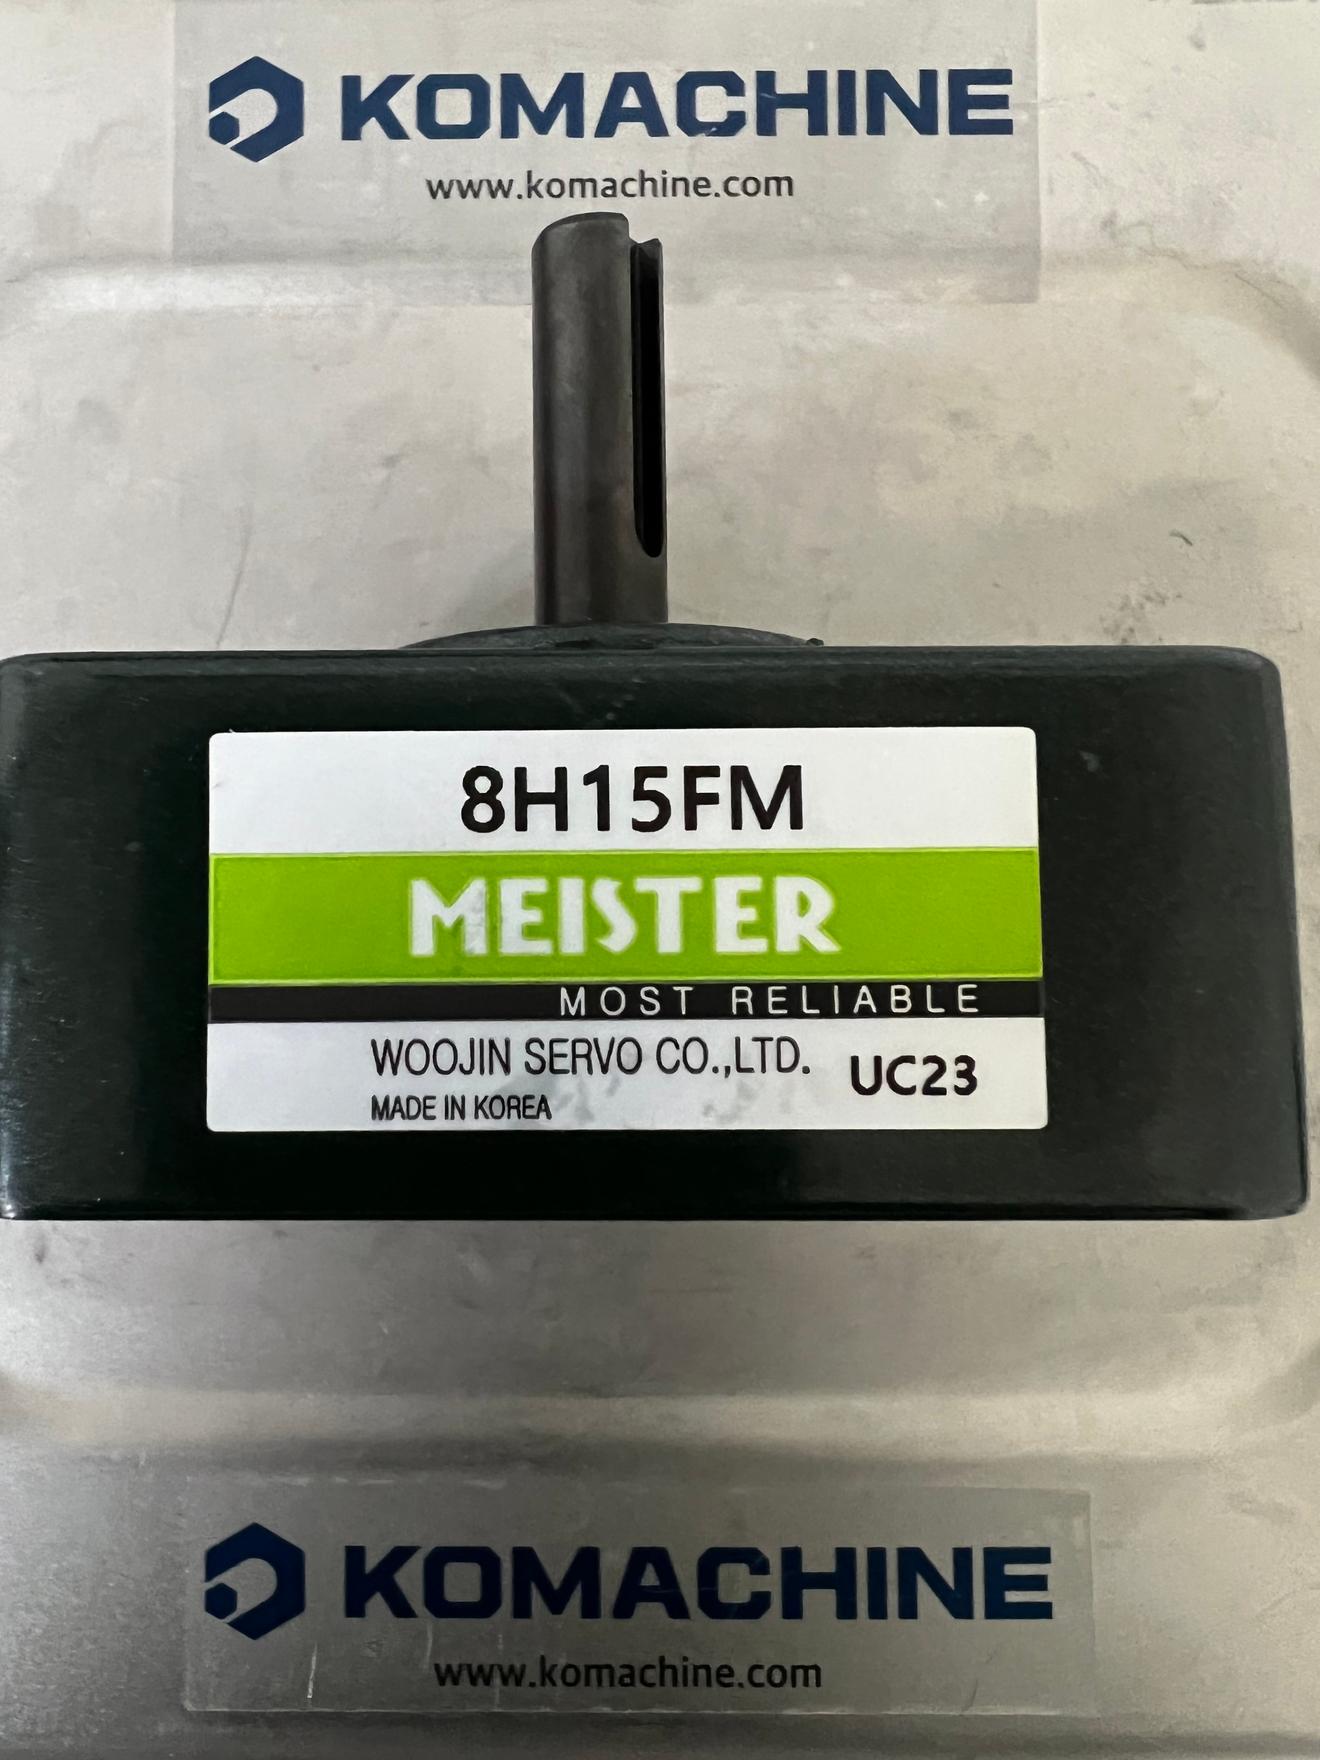 KOMACHINE
www.komachine.com
8H15FM
MEISTER
MOST RELIABLE
WOOJIN SERVO CO.,LTD.
UC23
MADE IN KOREA
KOMACHINE
www.komachine.com